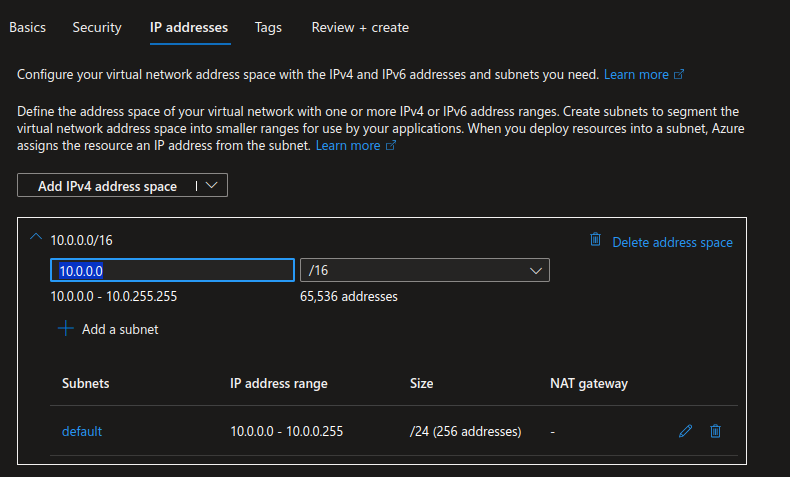 Basics Security IP addresses Tags Review + create
Configure your virtual network address space with the IPv4 and IPv6 addresses and subnets you need. Learn more
Define the address space of your virtual network with one or more IPv4 or IPv6 address ranges. Create subnets to segment the
virtual network address space into smaller ranges for use by your applications. When you deploy resources into a subnet, Azure
assigns the resource an IP address from the subnet. Learn more
Add IPv4 address space
10.0.0.0/16 Delete address space
10.0.0.0 /16
10.0.0.0 - 10.0.255.255 65,536 addresses
Add a subnet
Subnets IP address range Size NAT gateway
default 10.0.0.0 - 10.0.0.255 /24 (256 addresses) -